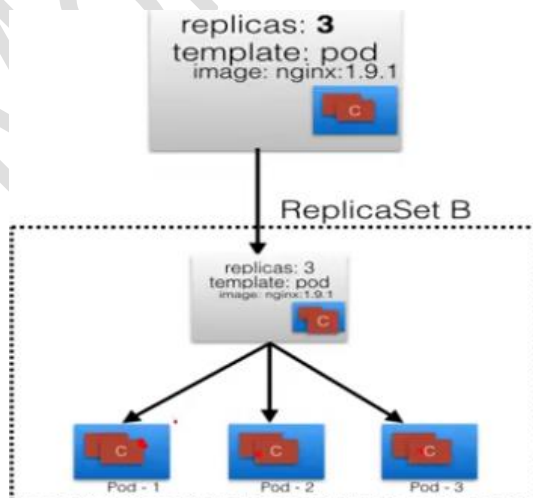 replicas: 3
template: pod
image: nginx:1.9.1
C
ReplicaSet B
replicas: 3
template: pod
image: nginx:1.9.1
C
C
C
C
Pod - 1
Pod - 2
Pod - 3